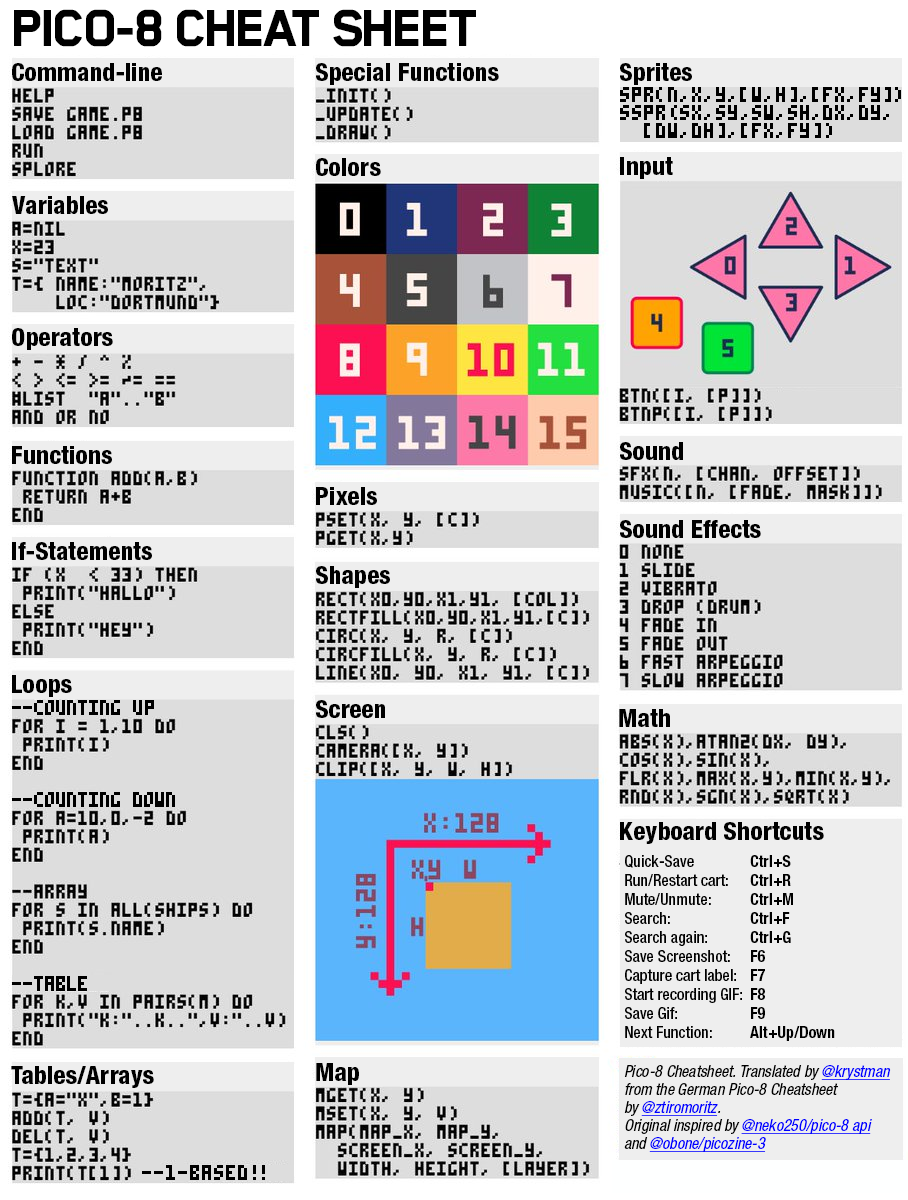 PICO-8 CHEAT SHEET
Command-line
HELP
SAVE GAME.P8
LOAD GAME.P8
RUN
SPLORE
Variables
A=NIL
X=23
S="TEXT"
T={ NAME:"MORITZ",
LOC:"DORTMUND"}
Operators
+ - * / ^ %
< > <= >= ≠= ==
#LIST "A".."B"
AND OR NO
Functions
FUNCTION ADD(A,B)
RETURN A+B
END
If-Statements
IF (X < 33) THEN
PRINT("HALLO")
ELSE
PRINT("HEY")
END
Loops
--COUNTING UP
FOR I = 1,10 DO
PRINT(I)
END
--COUNTING DOWN
FOR A=10,0,-2 DO
PRINT(A)
END
--ARRAY
FOR S IN ALL(SHIPS) DO
PRINT(S.NAME)
END
--TABLE
FOR K,V IN PAIRS(M) DO
PRINT("K:"..K..",V:"..V)
END
Tables/Arrays
T={A="X",B=1}
ADD(T, V)
DEL(T, V)
T={1,2,3,4}
PRINT(T[1]) --1-BASED!!
Special Functions
_INIT()
_UPDATE()
_DRAW()
Colors
0 1 2 3
4 5 6 7
8 9 10 11
12 13 14 15
Pixels
PSET(X, Y, [C])
PGET(X,Y)
Shapes
RECT(X0,Y0,X1,Y1, [COL])
RECTFILL(X0,Y0,X1,Y1,[C])
CIRC(X, Y, R, [C])
CIRCFILL(X, Y, R, [C])
LINE(X0, Y0, X1, Y1, [C])
Screen
CLS()
CAMERA([X, Y])
CLIP([X, Y, W, H])
X:128
X,Y W
Y:128
H
Map
MGET(X, Y)
MSET(X, Y, V)
MAP(MAP_X, MAP_Y,
SCREEN_X, SCREEN_Y,
WIDTH, HEIGHT, [LAYER])
Sprites
SPR(N,X,Y,[W,H],[FX,FY])
SSPR(SX,SY,SW,SH,DX,DY,
[DW,DH],[FX,FY])
Input
2
0 1
3
4
5
BTN([I, [P]])
BTNP([I, [P]])
Sound
SFX(N, [CHAN, OFFSET])
MUSIC([N, [FADE, MASK]])
Sound Effects
0 NONE
1 SLIDE
2 VIBRATO
3 DROP (DRUM)
4 FADE IN
5 FADE OUT
6 FAST ARPEGGIO
7 SLOW ARPEGGIO
Math
ABS(X),ATAN2(DX, DY),
COS(X),SIN(X),
FLR(X),MAX(X,Y),MIN(X,Y),
RND(X),SGN(X),SQRT(X)
Keyboard Shortcuts
Quick-Save Ctrl+S
Run/Restart cart: Ctrl+R
Mute/Unmute: Ctrl+M
Search: Ctrl+F
Search again: Ctrl+G
Save Screenshot: F6
Capture cart label: F7
Start recording GIF: F8
Save Gif: F9
Next Function: Alt+Up/Down
Pico-8 Cheatsheet. Translated by @krystman
from the German Pico-8 Cheatsheet
by @ztiromoritz.
Original inspired by @neko250/pico-8 api
and @obone/picozine-3